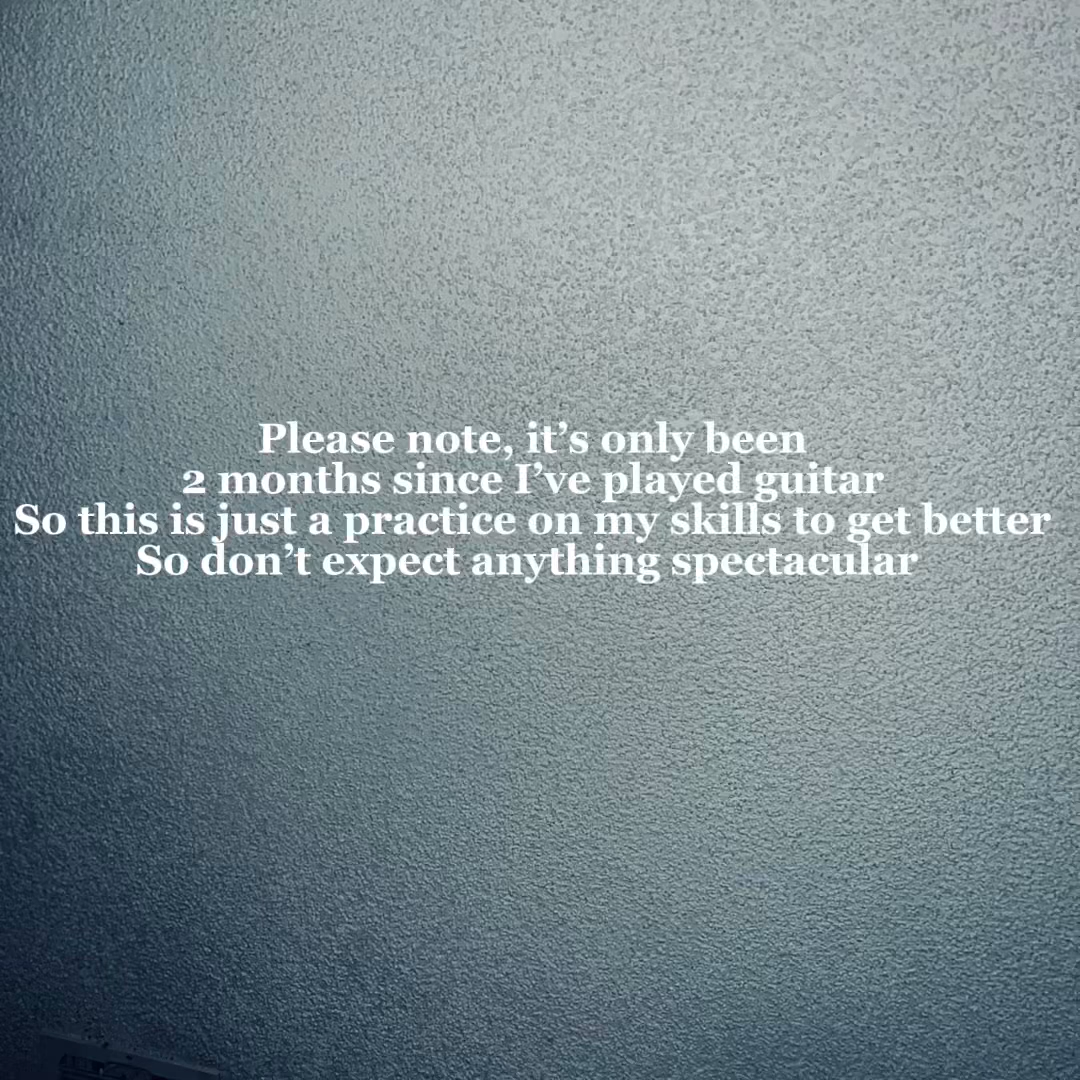 Please note, it’s only been
2 months since I’ve played guitar
So this is just a practice on my skills to get better
So don’t expect anything spectacular